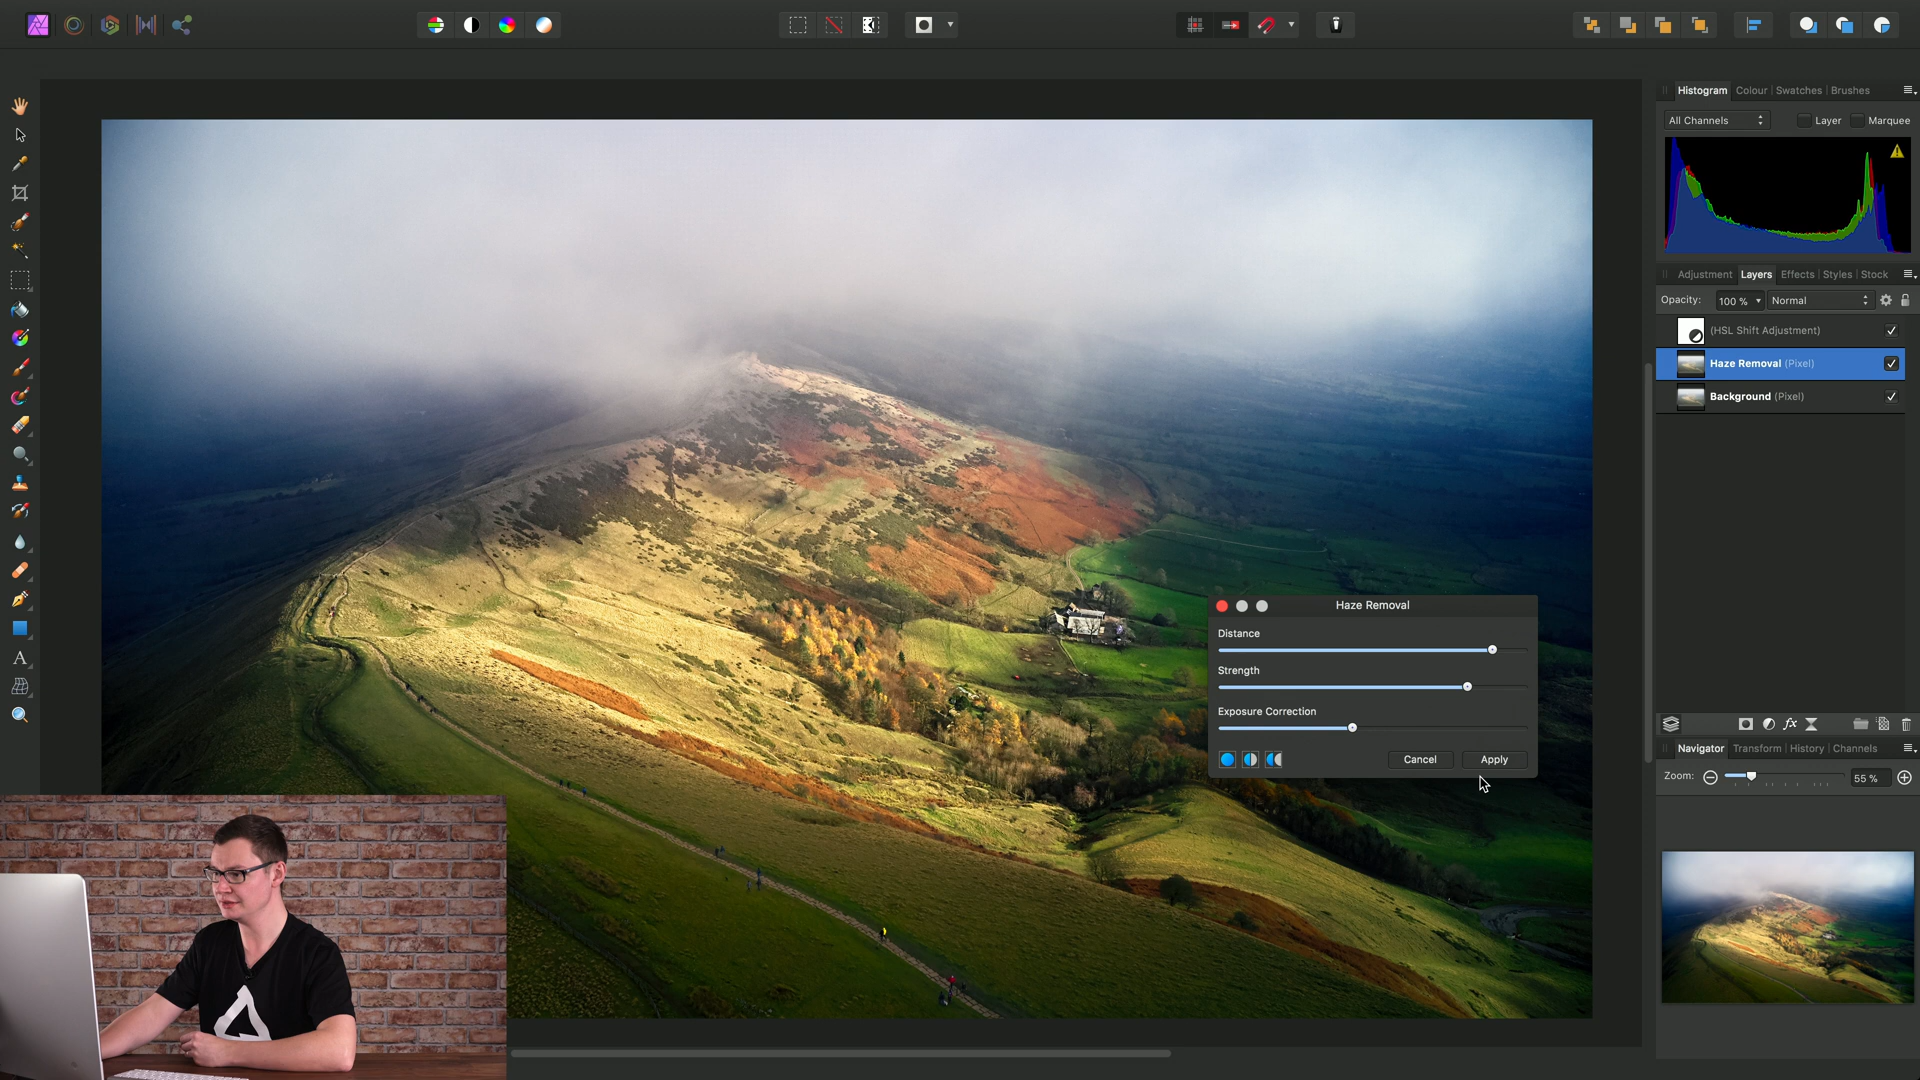 Histogram Colour Swatches Brushes
All Channels Layer Marquee
Adjustment Layers Effects Styles Stock
Opacity: 100 % Normal
(HSL Shift Adjustment)
Haze Removal (Pixel)
Background (Pixel)
Haze Removal
Distance
Strength
Exposure Correction
Cancel Apply
fx
Navigator Transform History Channels
Zoom: 55 %
A